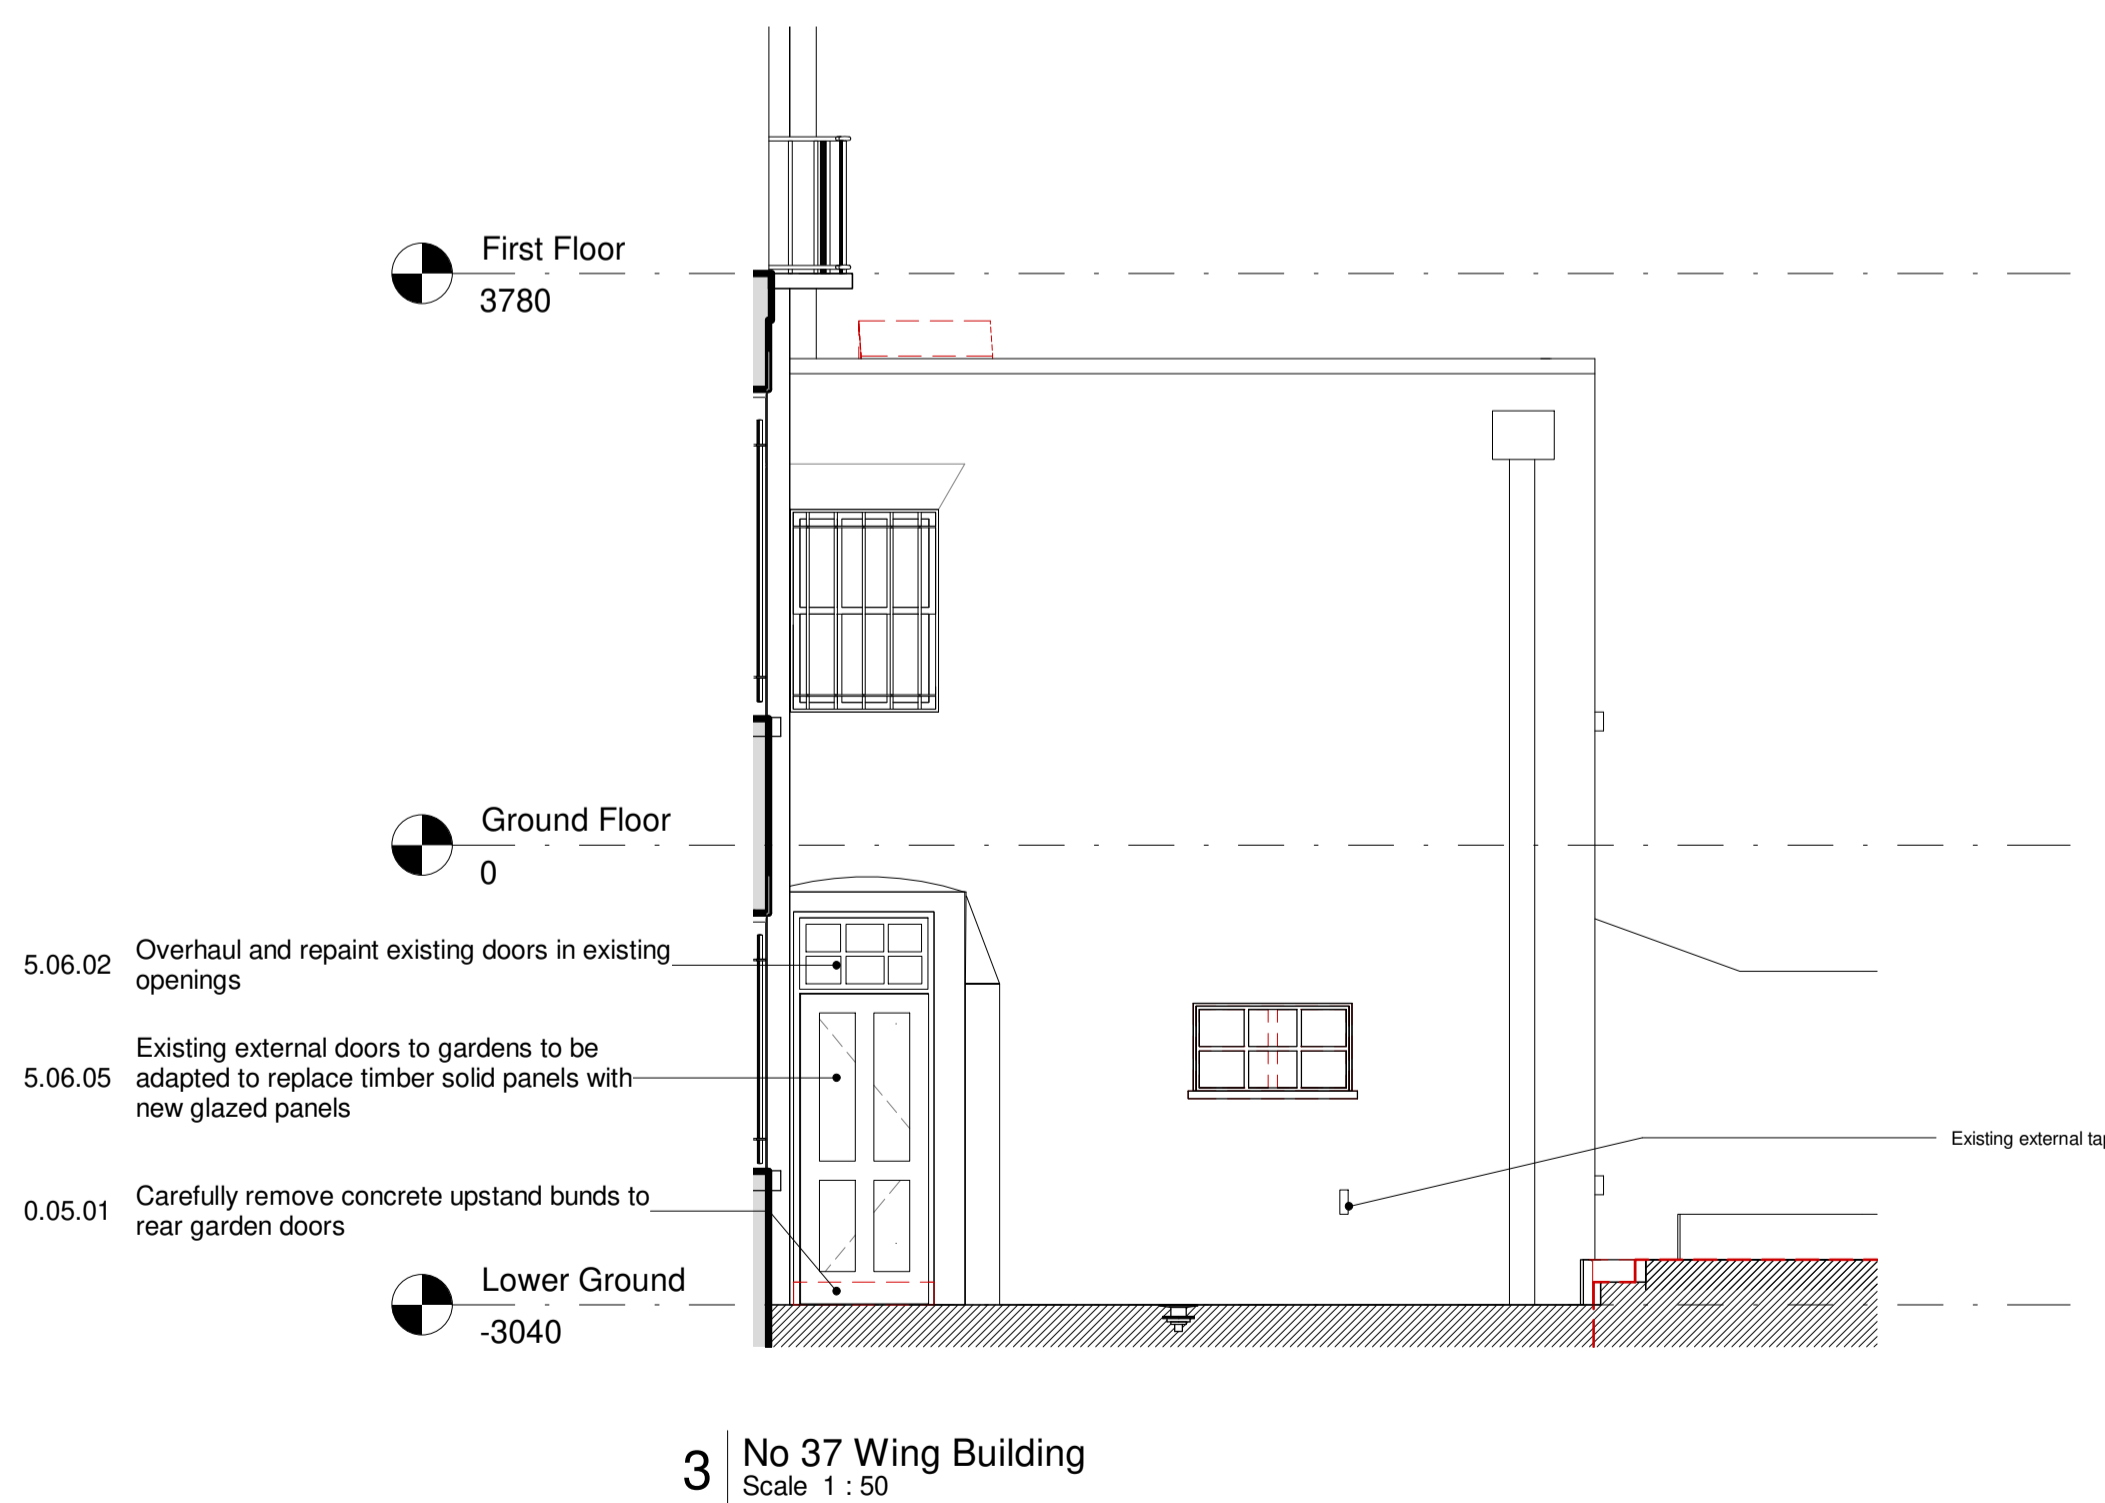 First Floor
3780
Ground Floor
0
5.06.02
Overhaul and repaint existing doors in existing
openings
5.06.05
Existing external doors to gardens to be
adapted to replace timber solid panels with
new glazed panels
Existing external tap
0.05.01
Carefully remove concrete upstand bunds to
rear garden doors
Lower Ground
-3040
3
No 37 Wing Building
Scale 1 : 50